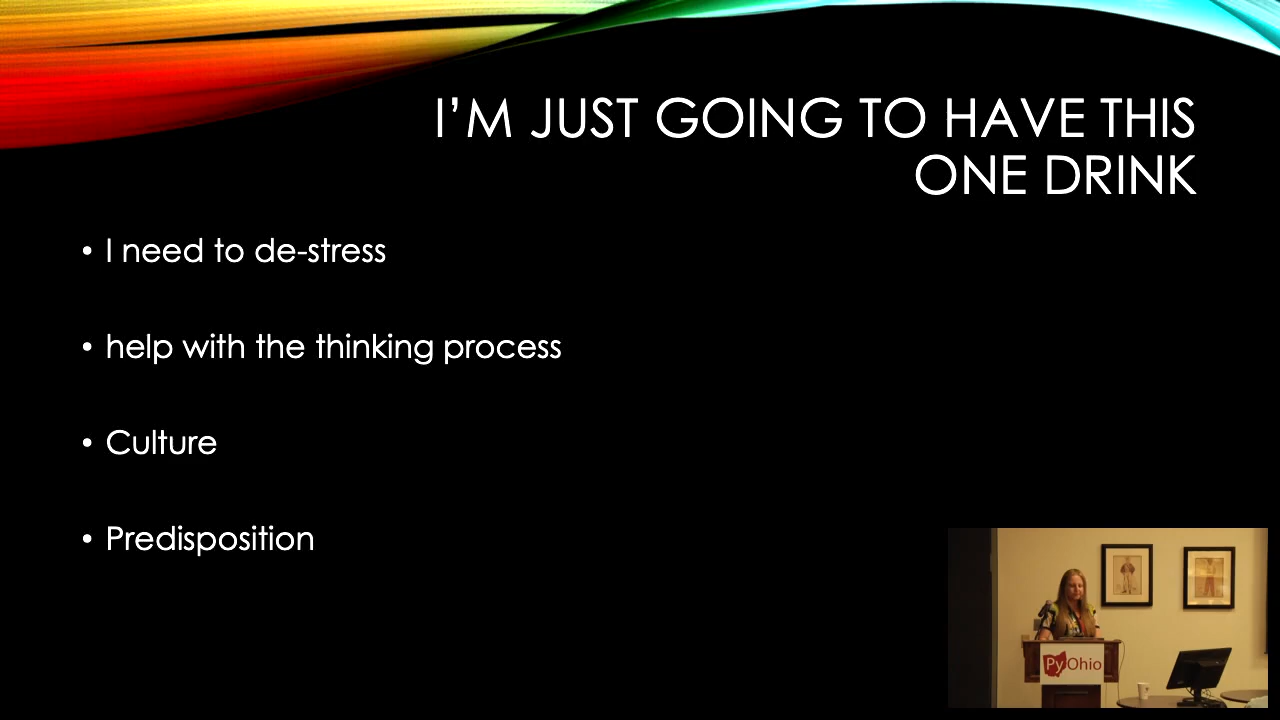 I'M JUST GOING TO HAVE THIS
ONE DRINK
• I need to de-stress
• help with the thinking process
• Culture
• Predisposition
PyOhio